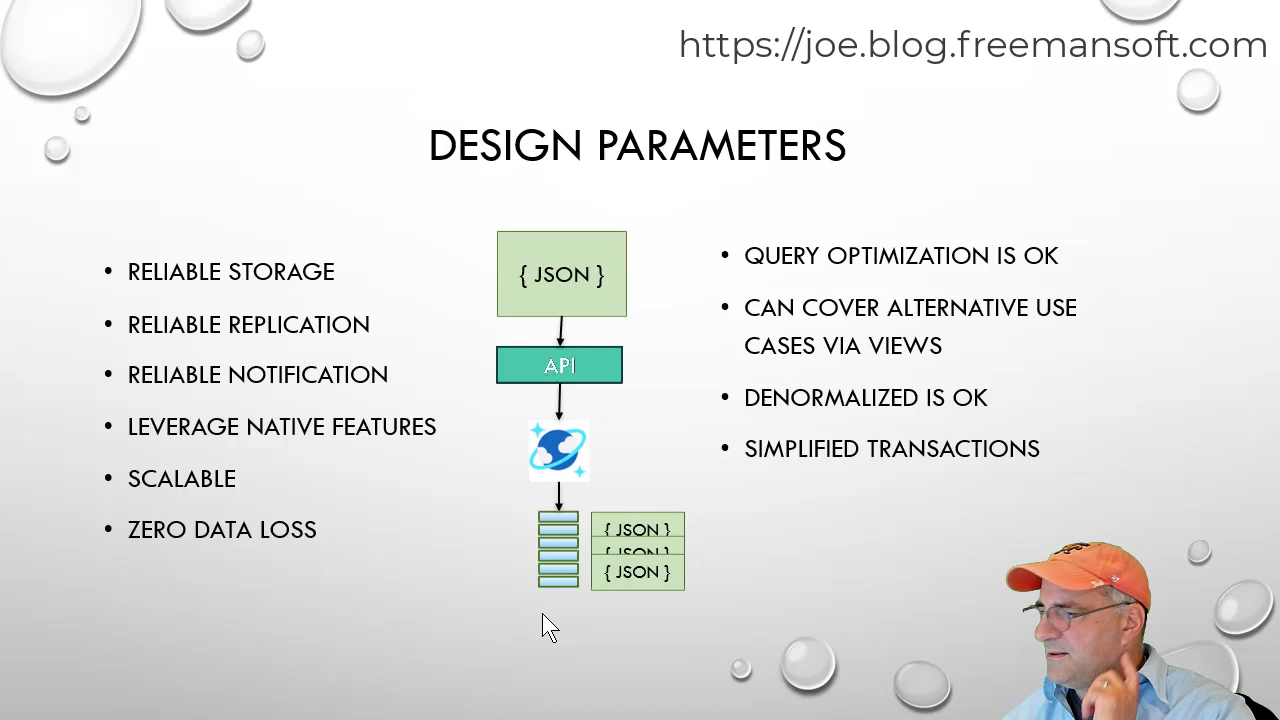 https://joe.blog.freemansoft.com
DESIGN PARAMETERS
• RELIABLE STORAGE
• RELIABLE REPLICATION
• RELIABLE NOTIFICATION
• LEVERAGE NATIVE FEATURES
• SCALABLE
• ZERO DATA LOSS
{ JSON }
API
{ JSON }
{ JSON }
{ JSON }
• QUERY OPTIMIZATION IS OK
• CAN COVER ALTERNATIVE USE
CASES VIA VIEWS
• DENORMALIZED IS OK
• SIMPLIFIED TRANSACTIONS